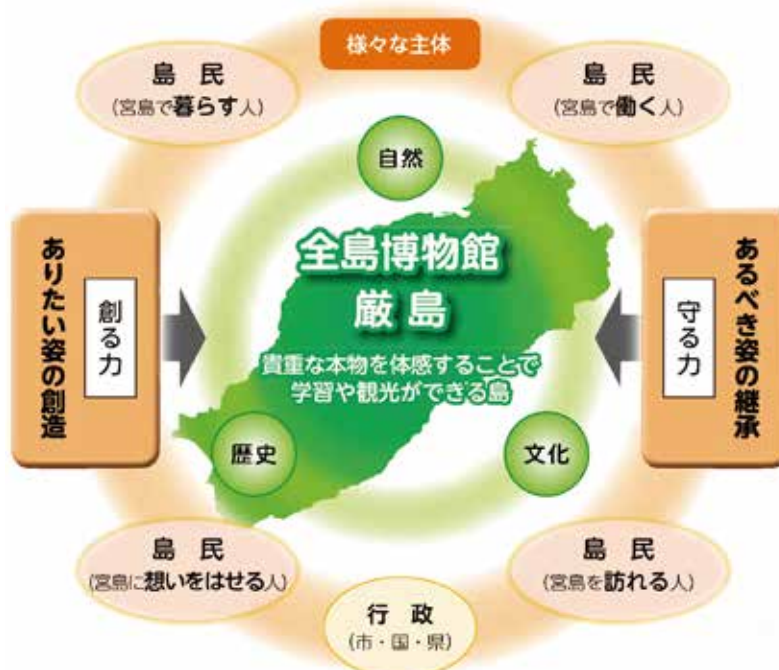 様々な主体
島 民
(宮島で暮らす人)
島 民
(宮島で働く人)
自然
全島博物館
厳島
貴重な本物を体感することで
学習や観光ができる島
ありたい姿の創造
創る力
守る力
あるべき姿の継承
歴史
文化
島 民
(宮島に想いをはせる人)
島 民
(宮島を訪れる人)
行 政
(市・国・県)